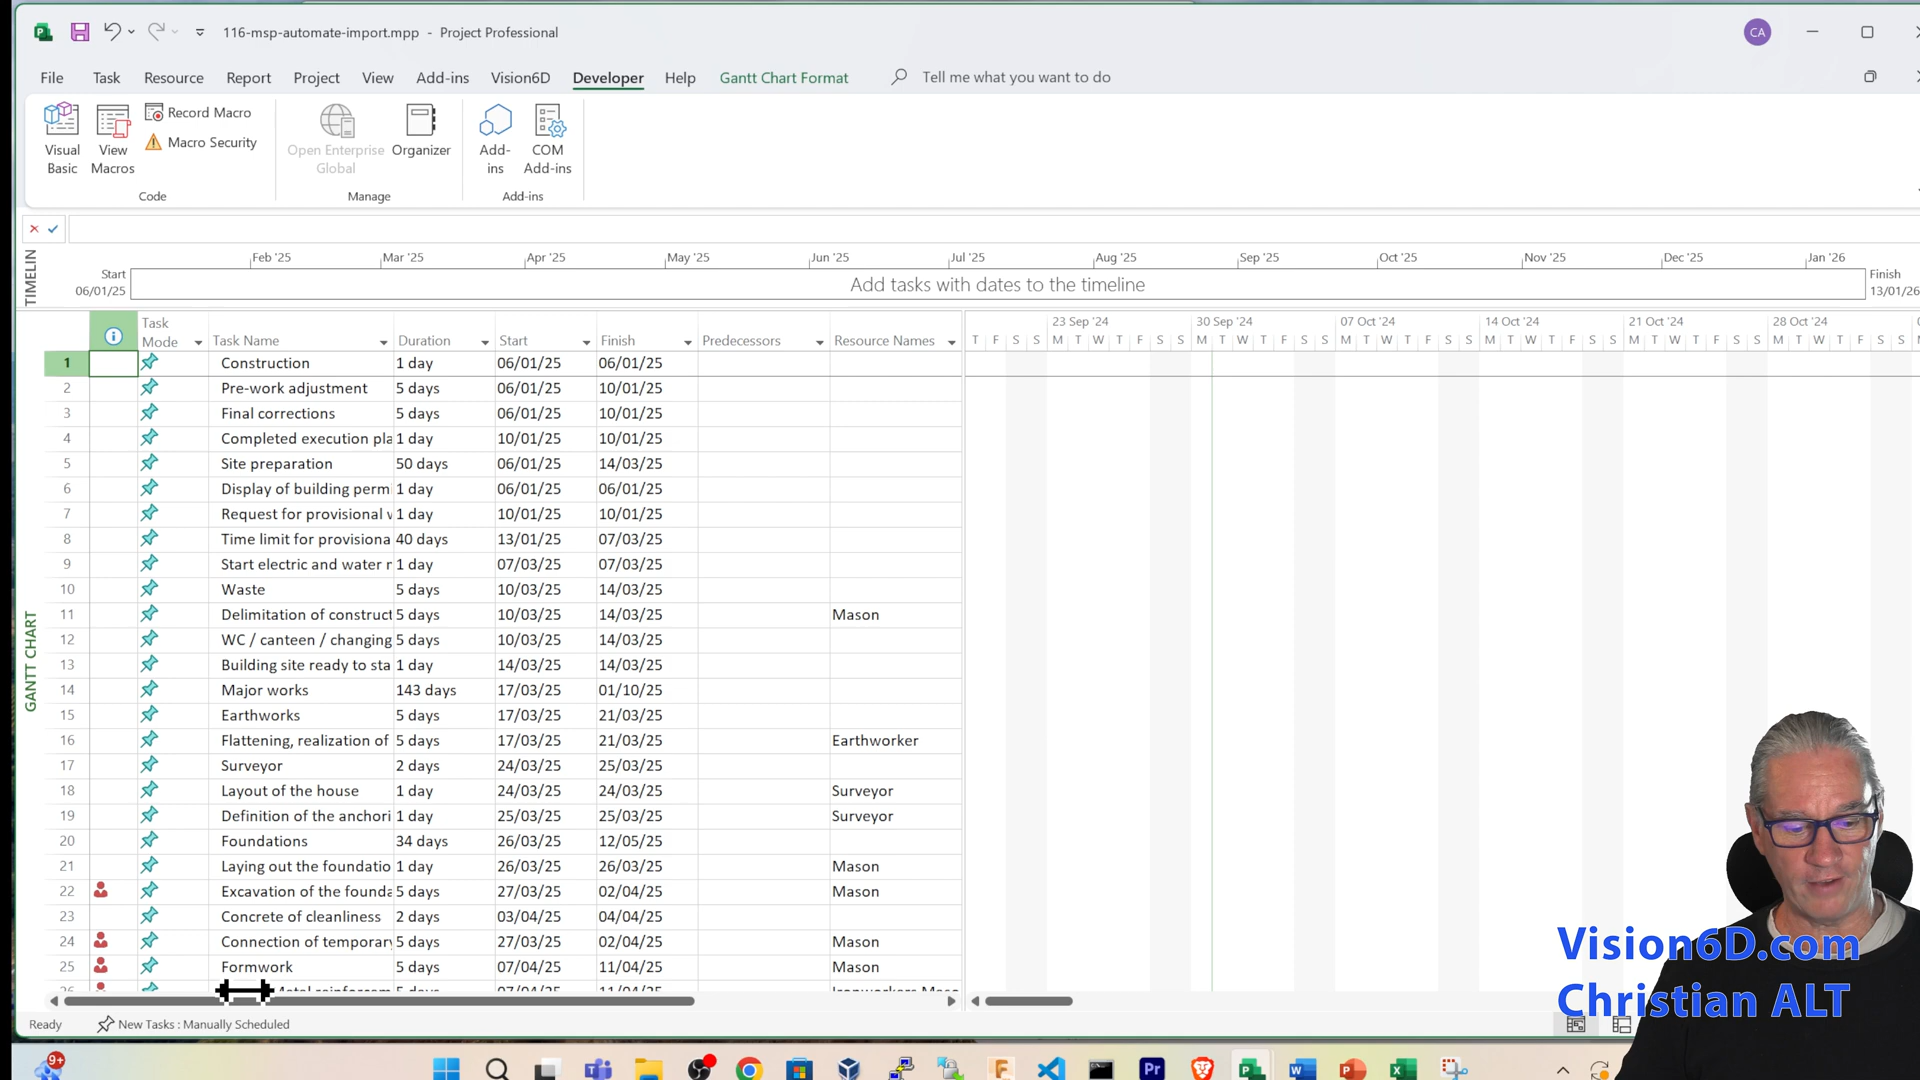 116-msp-automate-import.mpp - Project Professional
CA
File Task Resource Report Project View Add-ins Vision6D Developer Help Gantt Chart Format Tell me what you want to do
Visual Basic
View Macros
Record Macro
Macro Security
Code
Open Enterprise Global
Organizer
Manage
Add-ins
COM Add-ins
Add-ins
TIMELIN
Feb '25 Mar '25 Apr '25 May '25 Jun '25 Jul '25 Aug '25 Sep '25 Oct '25 Nov '25 Dec '25 Jan '26
Start
06/01/25
Add tasks with dates to the timeline
Finish
13/01/26
GANTT CHART
Task Mode Task Name Duration Start Finish Predecessors Resource Names
23 Sep '24 30 Sep '24 07 Oct '24 14 Oct '24 21 Oct '24 28 Oct '24
T F S S M T W T F S S M T W T F S S M T W T F S S M T W T F S S M T W T F S S M T W T F S S
1 Construction 1 day 06/01/25 06/01/25
2 Pre-work adjustment 5 days 06/01/25 10/01/25
3 Final corrections 5 days 06/01/25 10/01/25
4 Completed execution pla 1 day 10/01/25 10/01/25
5 Site preparation 50 days 06/01/25 14/03/25
6 Display of building permi 1 day 06/01/25 06/01/25
7 Request for provisional v 1 day 10/01/25 10/01/25
8 Time limit for provisiona 40 days 13/01/25 07/03/25
9 Start electric and water r 1 day 07/03/25 07/03/25
10 Waste 5 days 10/03/25 14/03/25
11 Delimitation of construct 5 days 10/03/25 14/03/25 Mason
12 WC / canteen / changing 5 days 10/03/25 14/03/25
13 Building site ready to sta 1 day 14/03/25 14/03/25
14 Major works 143 days 17/03/25 01/10/25
15 Earthworks 5 days 17/03/25 21/03/25
16 Flattening, realization of 5 days 17/03/25 21/03/25 Earthworker
17 Surveyor 2 days 24/03/25 25/03/25
18 Layout of the house 1 day 24/03/25 24/03/25 Surveyor
19 Definition of the anchori 1 day 25/03/25 25/03/25 Surveyor
20 Foundations 34 days 26/03/25 12/05/25
21 Laying out the foundatio 1 day 26/03/25 26/03/25 Mason
22 Excavation of the founda 5 days 27/03/25 02/04/25 Mason
23 Concrete of cleanliness 2 days 03/04/25 04/04/25
24 Connection of temporary 5 days 27/03/25 02/04/25 Mason
25 Formwork 5 days 07/04/25 11/04/25 Mason
Vision6D.com
Christian ALT
Ready New Tasks : Manually Scheduled
9+